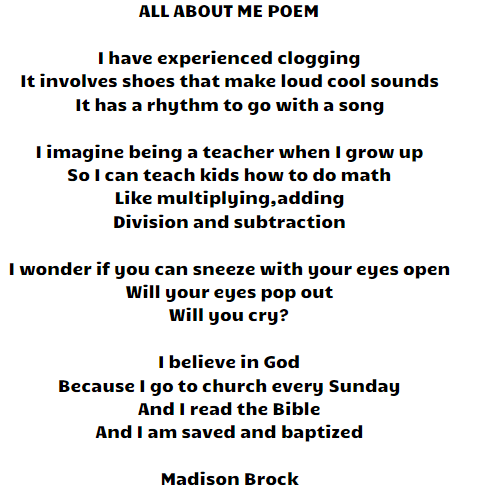 ALL ABOUT ME POEM
I have experienced clogging
It involves shoes that make loud cool sounds
It has a rhythm to go with a song
I imagine being a teacher when I grow up
So I can teach kids how to do math
Like multiplying,adding
Division and subtraction
I wonder if you can sneeze with your eyes open
Will your eyes pop out
Will you cry?
I believe in God
Because I go to church every Sunday
And I read the Bible
And I am saved and baptized
Madison Brock